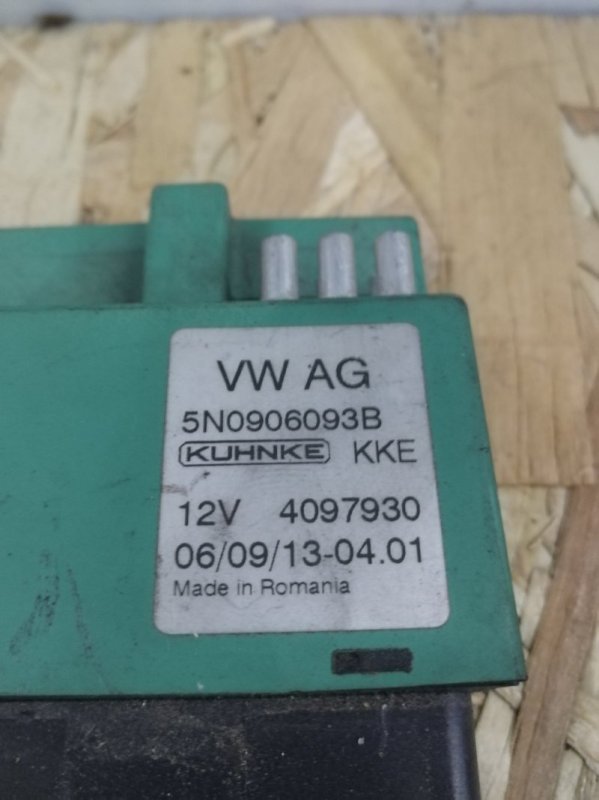 VW AG
5N0906093B
KUHNKE KKE
12V 4097930
06/09/13-04.01
Made in Romania